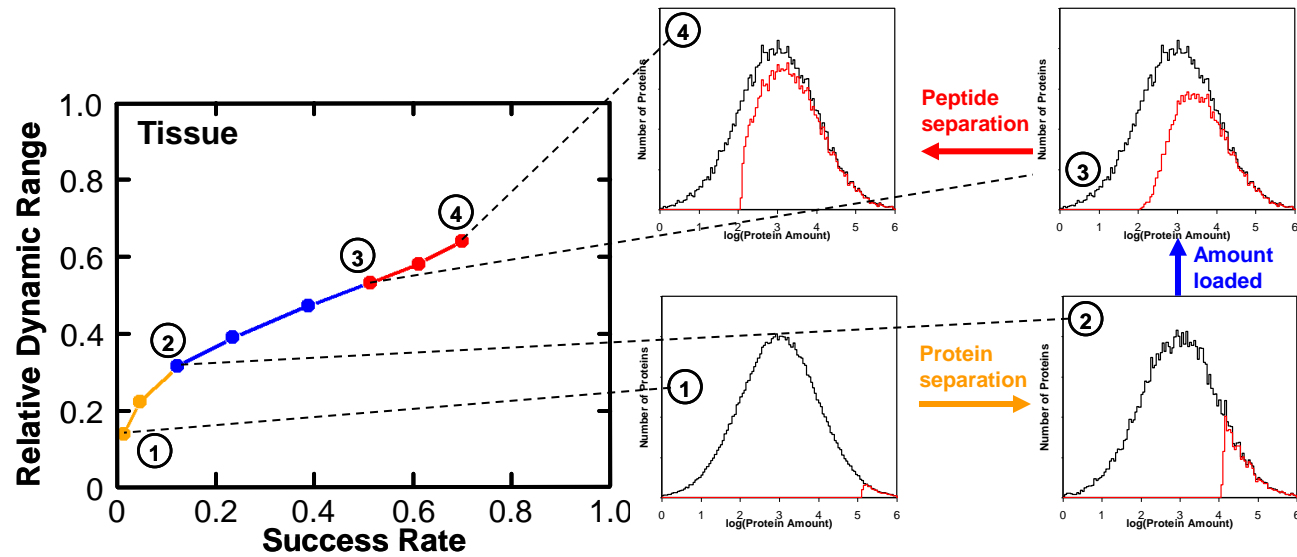 Tissue
Relative Dynamic Range
1.0
0.8
0.6
0.4
0.2
0
0 0.2 0.4 0.6 0.8 1.0
Success Rate
1
2
3
4
4
Number of Proteins
0 1 2 3 4 5 6
log(Protein Amount)
Peptide
separation
3
Number of Proteins
0 1 2 3 4 5 6
log(Protein Amount)
Amount
loaded
1
Number of Proteins
0 1 2 3 4 5 6
log(Protein Amount)
Protein
separation
2
Number of Proteins
0 1 2 3 4 5 6
log(Protein Amount)